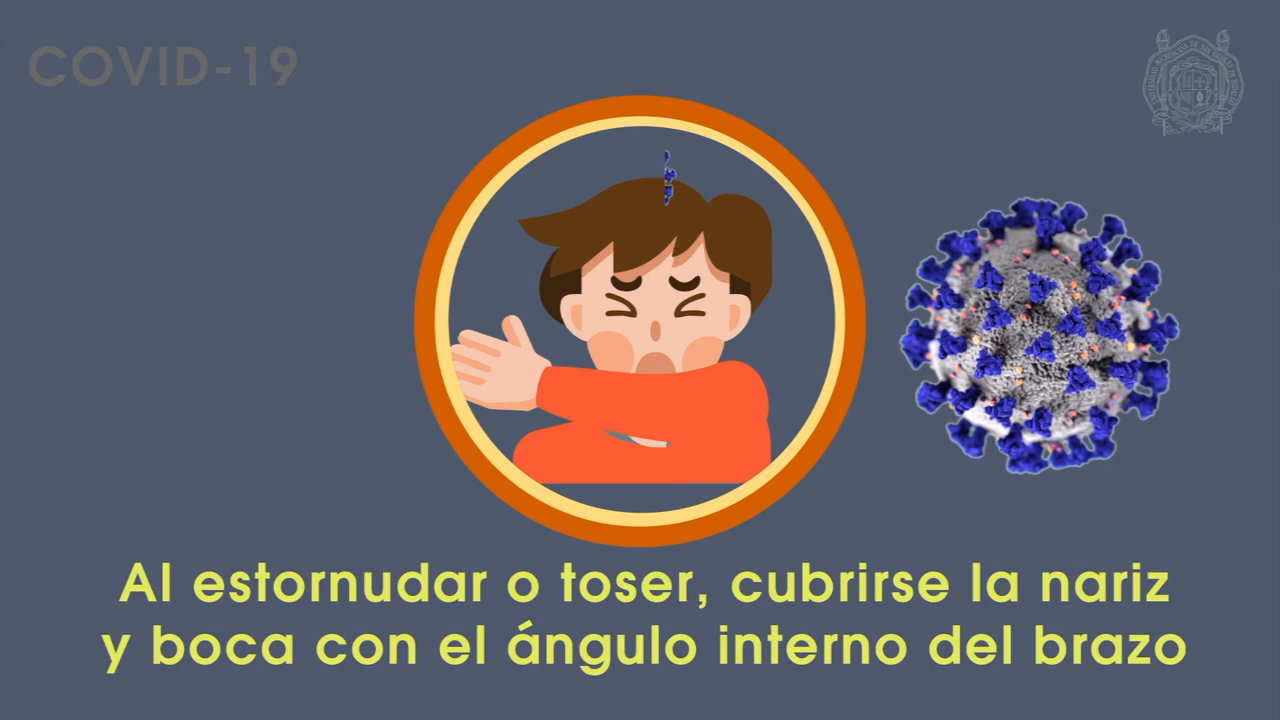 COVID-19
Al estornudar o toser, cubrirse la nariz
y boca con el ángulo interno del brazo